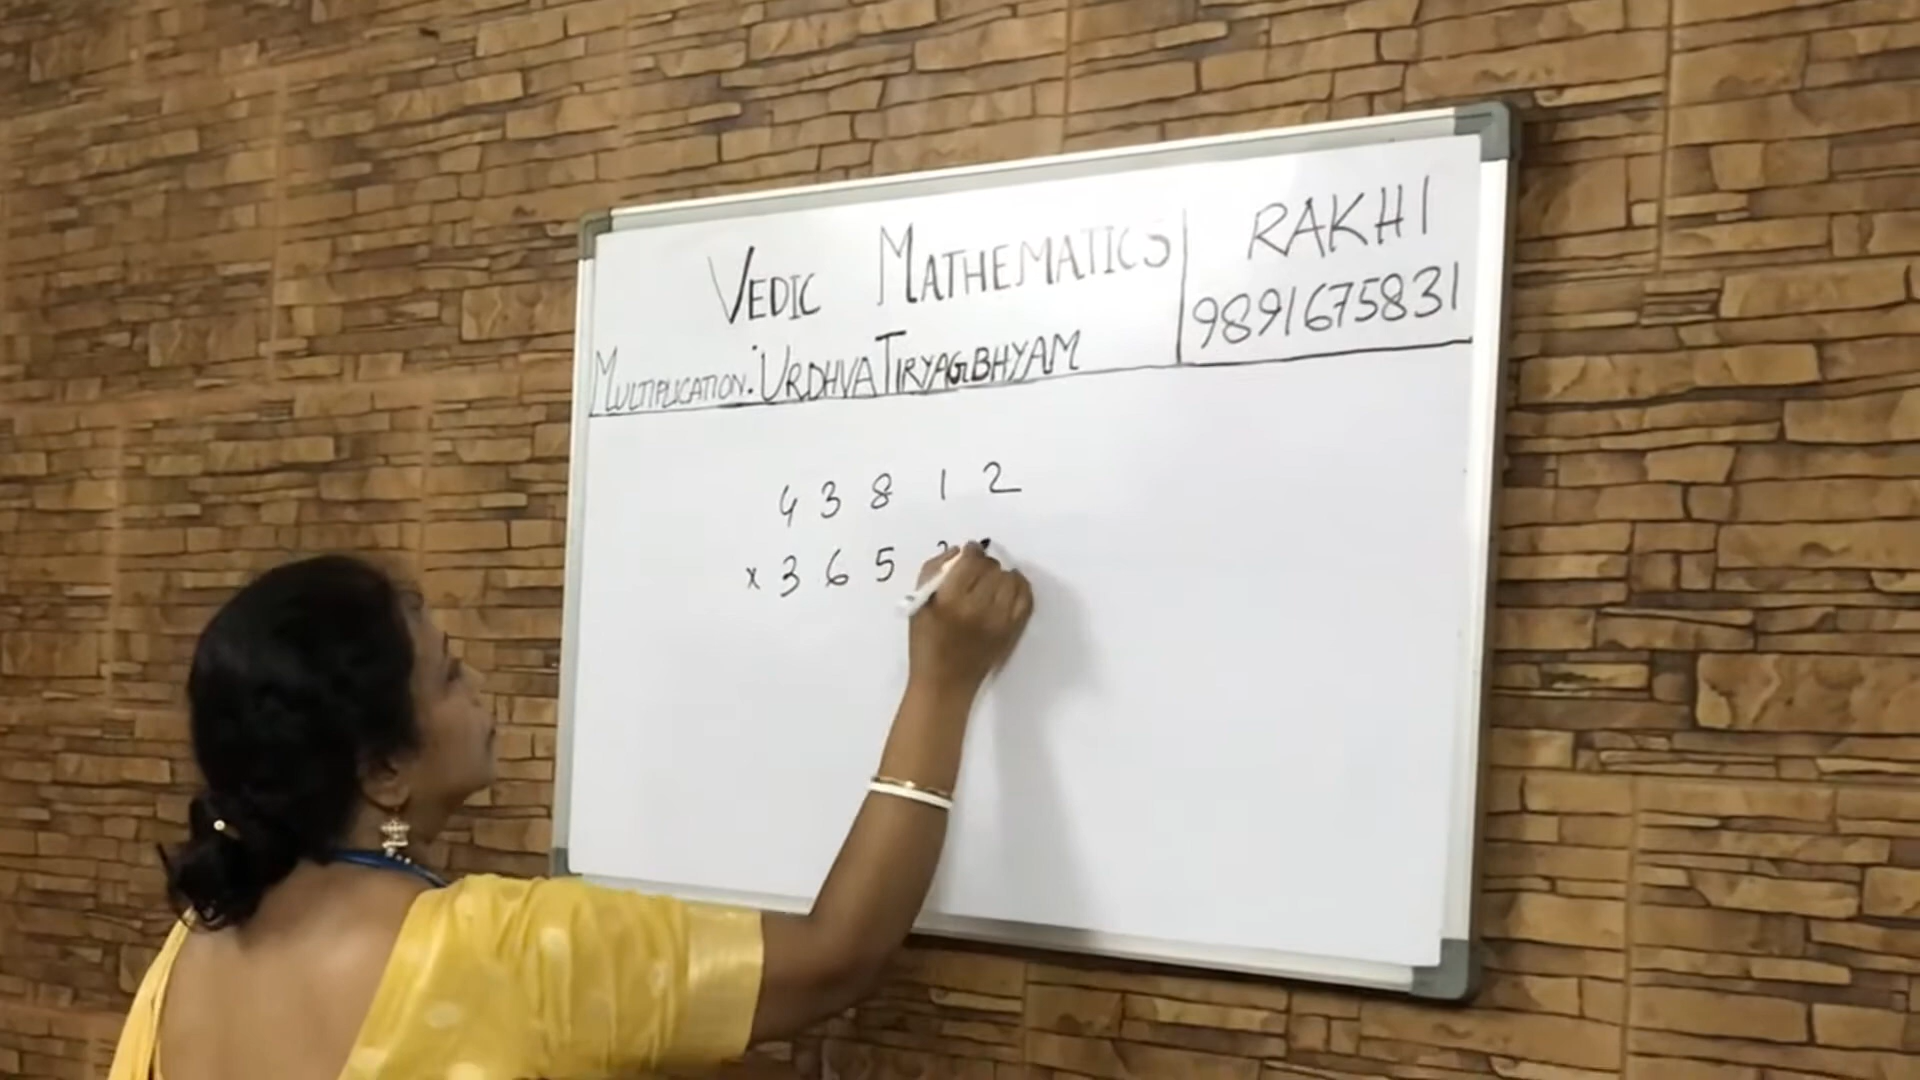 VEDIC MATHEMATICS
RAKHI
9891675831
MULTIPLICATION: URDHVA TIRYAGBHYAM
4 3 8 1 2
x 3 6 5